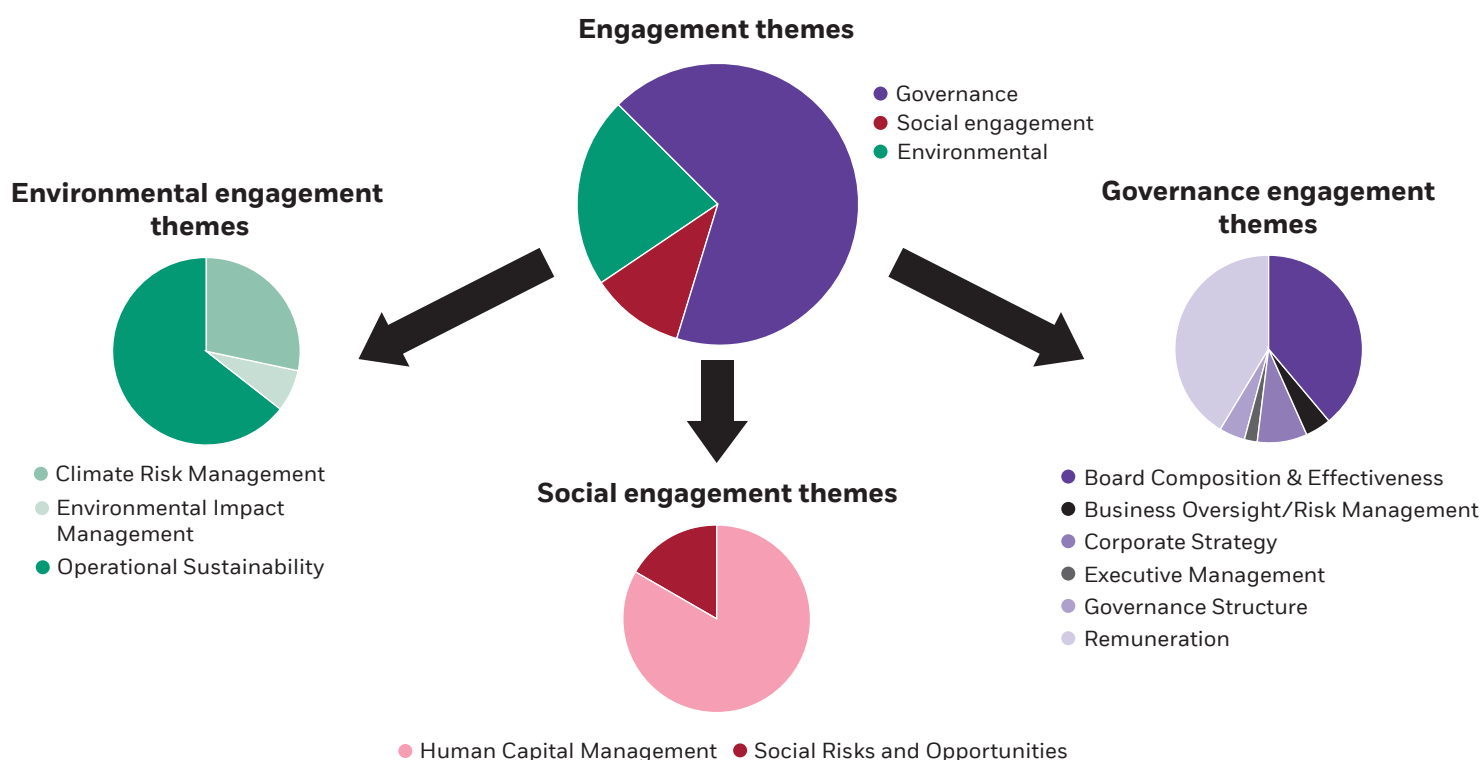 Engagement themes
Governance
Social engagement
Environmental
Environmental engagement
themes
Climate Risk Management
Environmental Impact
Management
Operational Sustainability
Social engagement themes
Human Capital Management
Social Risks and Opportunities
Governance engagement
themes
Board Composition & Effectiveness
Business Oversight/Risk Management
Corporate Strategy
Executive Management
Governance Structure
Remuneration